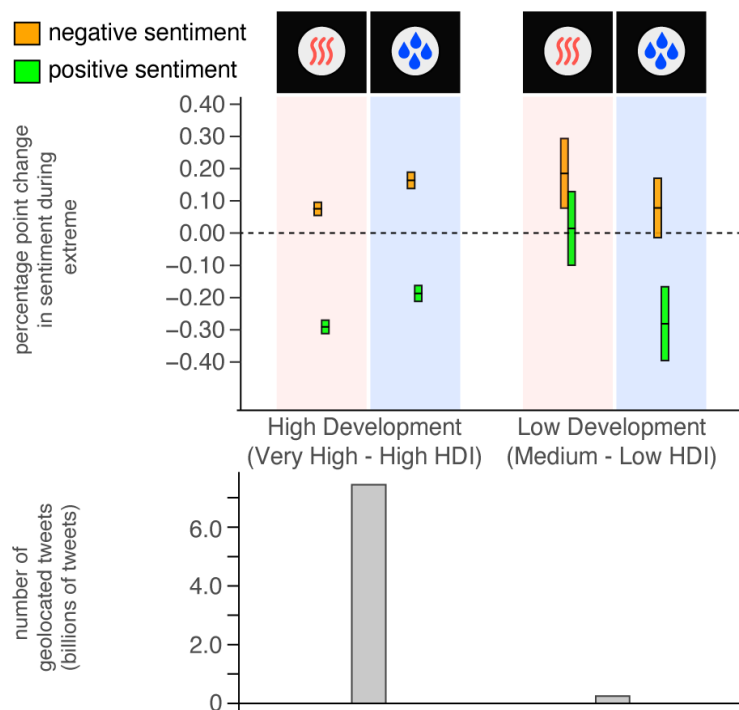 negative sentiment
positive sentiment
percentage point change
in sentiment during
extreme
0.40
0.30
0.20
0.10
0.00
−0.10
−0.20
−0.30
−0.40
High Development
(Very High - High HDI)
Low Development
(Medium - Low HDI)
number of
geolocated tweets
(billions of tweets)
6.0
4.0
2.0
0